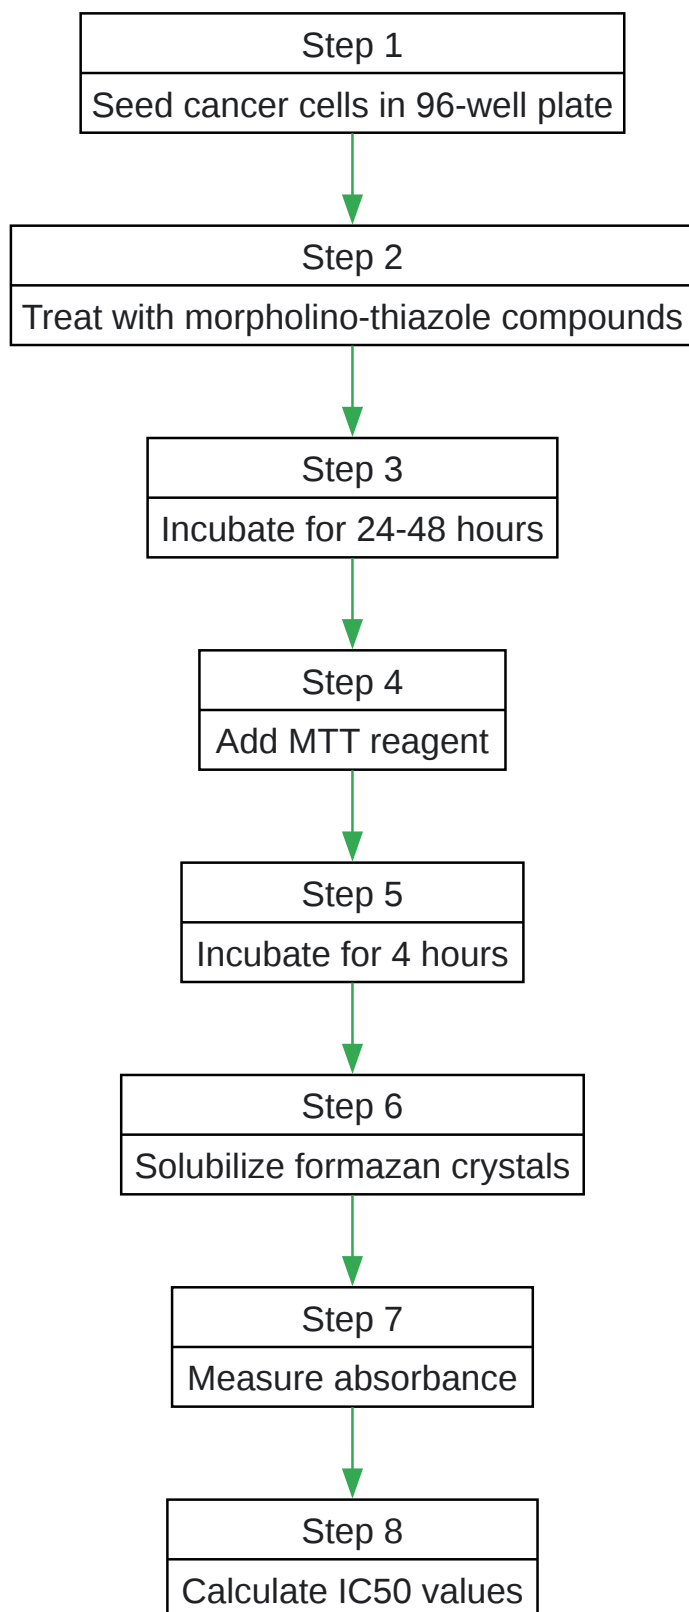 Step 1
Seed cancer cells in 96-well plate
Step 2
Treat with morpholino-thiazole compounds
Step 3
Incubate for 24-48 hours
Step 4
Add MTT reagent
Step 5
Incubate for 4 hours
Step 6
Solubilize formazan crystals
Step 7
Measure absorbance
Step 8
Calculate IC50 values